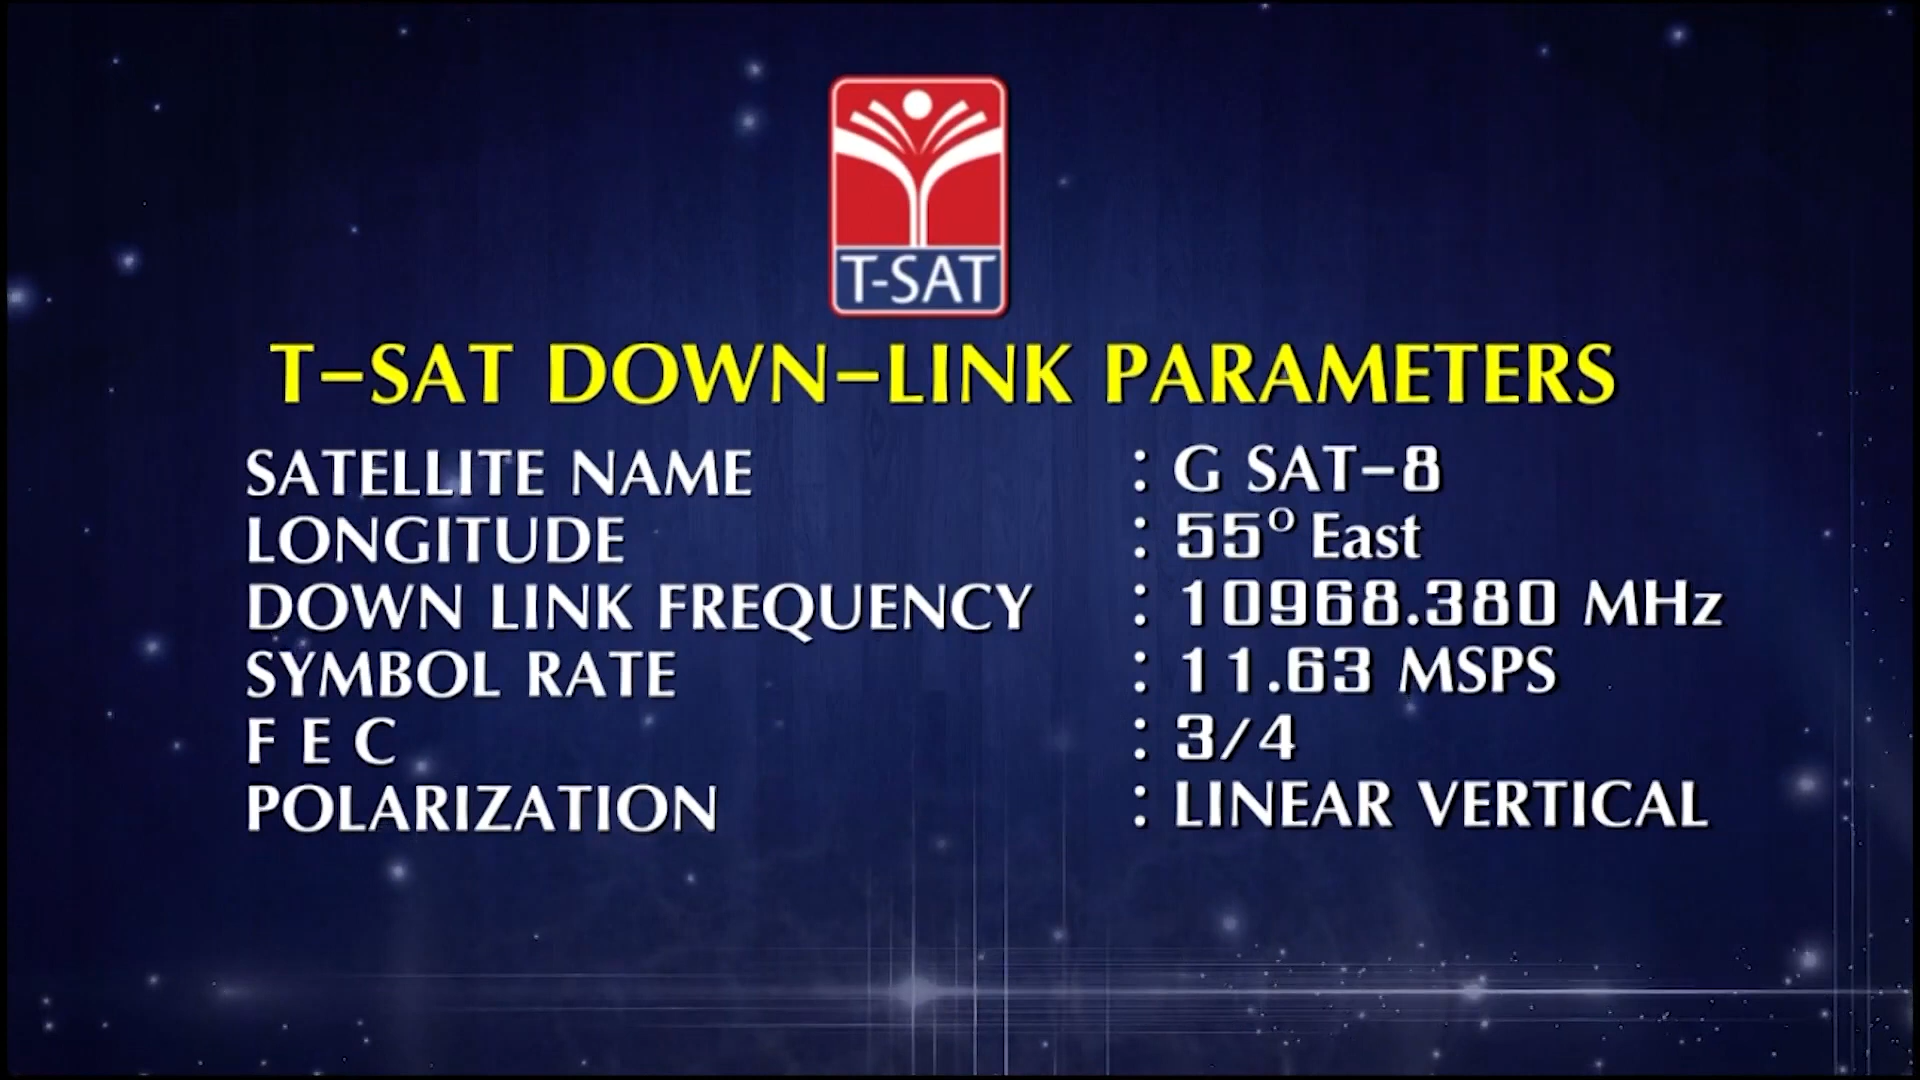 T-SAT
T-SAT DOWN-LINK PARAMETERS
SATELLITE NAME : G SAT-8
LONGITUDE : 55° East
DOWN LINK FREQUENCY : 10968.380 MHz
SYMBOL RATE : 11.63 MSPS
F E C : 3/4
POLARIZATION : LINEAR VERTICAL